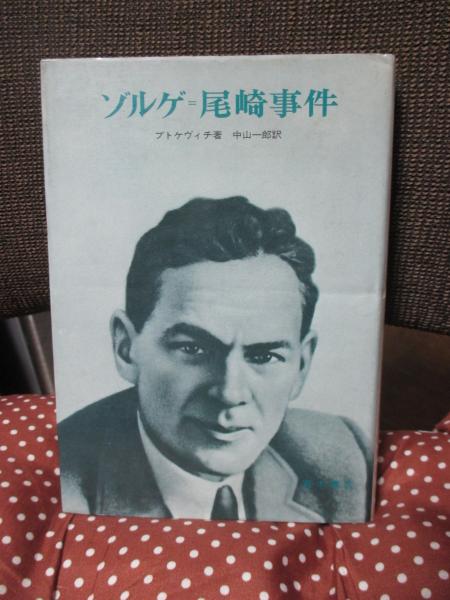 ゾルゲ=尾崎事件
ブトケヴィチ著 中山一郎訳